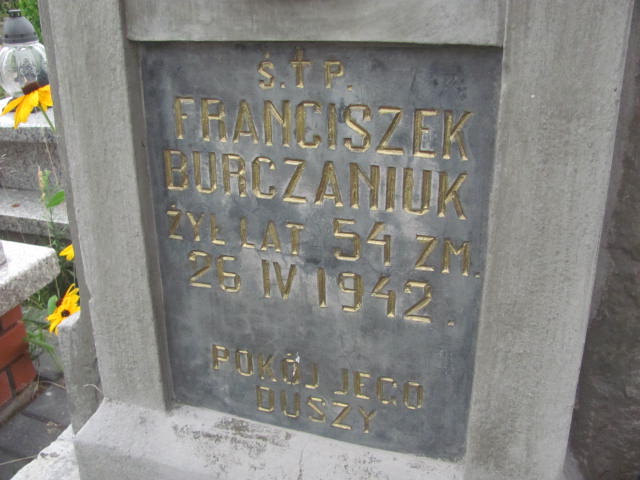 Ś.†P.
FRANCISZEK
BURCZANIUK
ŻYŁ LAT 54 ZM.
26 IV 1942.
POKÓJ JEGO
DUSZY